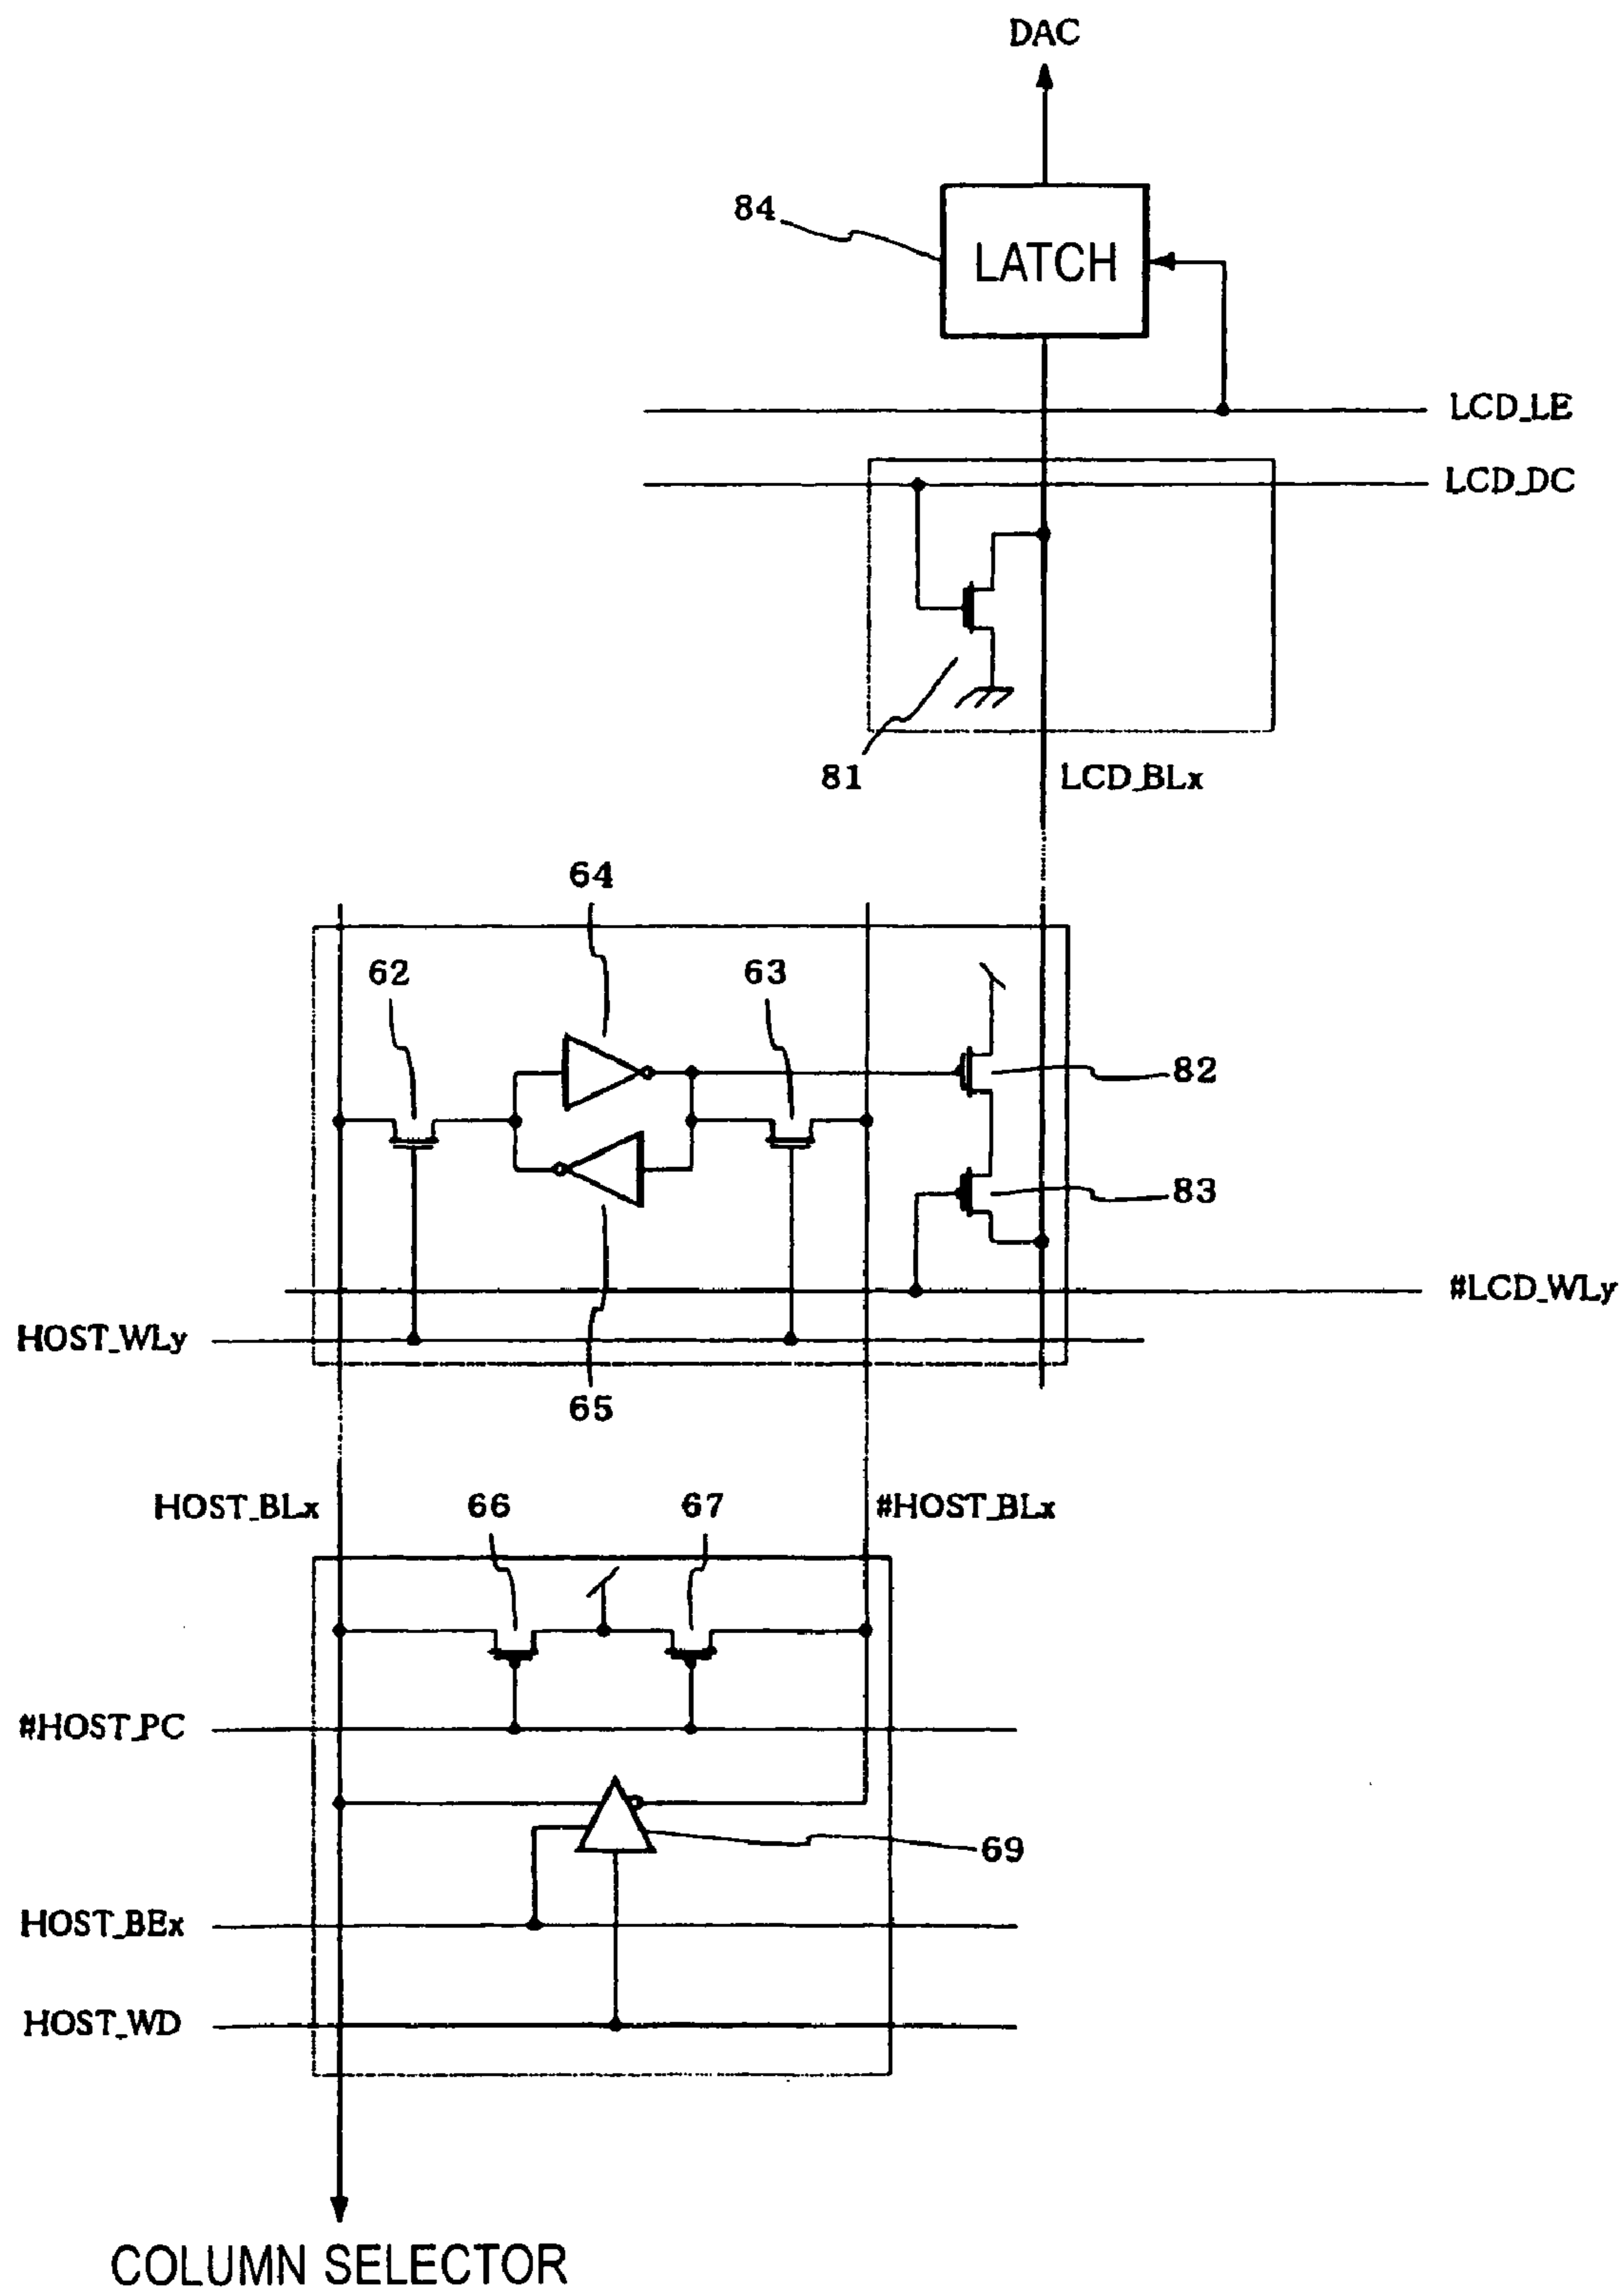 DAC
84
LATCH
LCD_LE
LCD_DC
81
LCD_BLx
64
62
63
82
83
#LCD_WLy
HOST_WLy
65
HOST_BLx
66
67
#HOST_BLx
#HOST_PC
69
HOST_BEx
HOST_WD
COLUMN SELECTOR